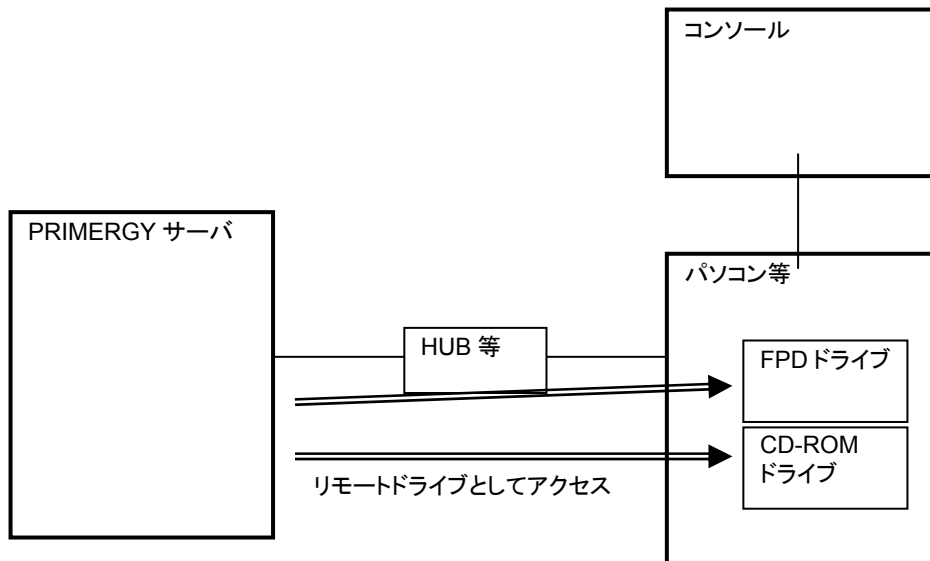 コンソール
PRIMERGY サーバ
パソコン等
HUB 等
FPD ドライブ
CD-ROM
ドライブ
リモートドライブとしてアクセス